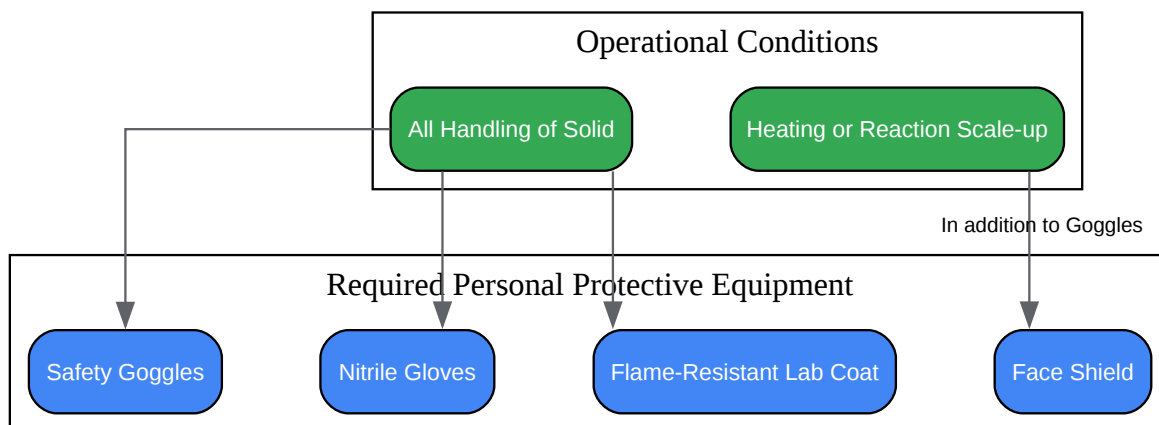 Operational Conditions
All Handling of Solid
Heating or Reaction Scale-up
In addition to Goggles
Required Personal Protective Equipment
Safety Goggles
Nitrile Gloves
Flame-Resistant Lab Coat
Face Shield